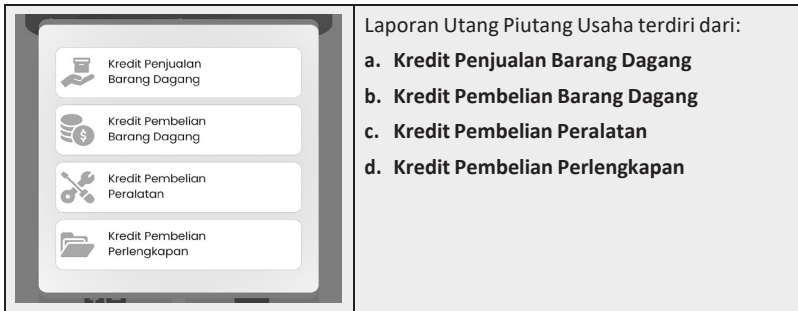 Kredit Penjualan
Barang Dagang
Kredit Pembelian
Barang Dagang
Kredit Pembelian
Peralatan
Kredit Pembelian
Perlengkapan
Laporan Utang Piutang Usaha terdiri dari:
a. Kredit Penjualan Barang Dagang
b. Kredit Pembelian Barang Dagang
c. Kredit Pembelian Peralatan
d. Kredit Pembelian Perlengkapan